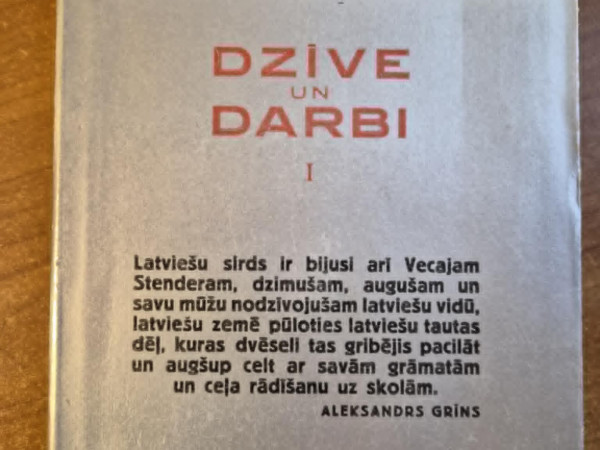 DZĪVE
UN
DARBI
I
Latviešu sirds ir bijusi arī Vecajam
Stenderam, dzimušam, augušam un
savu mūžu nodzīvojušam latviešu vidū,
latviešu zemē pūloties latviešu tautas
dēļ, kuras dvēseli tas gribējis pacilāt
un augšup celt ar savām grāmatām
un ceļa rādīšanu uz skolām.
ALEKSANDRS GRĪNS